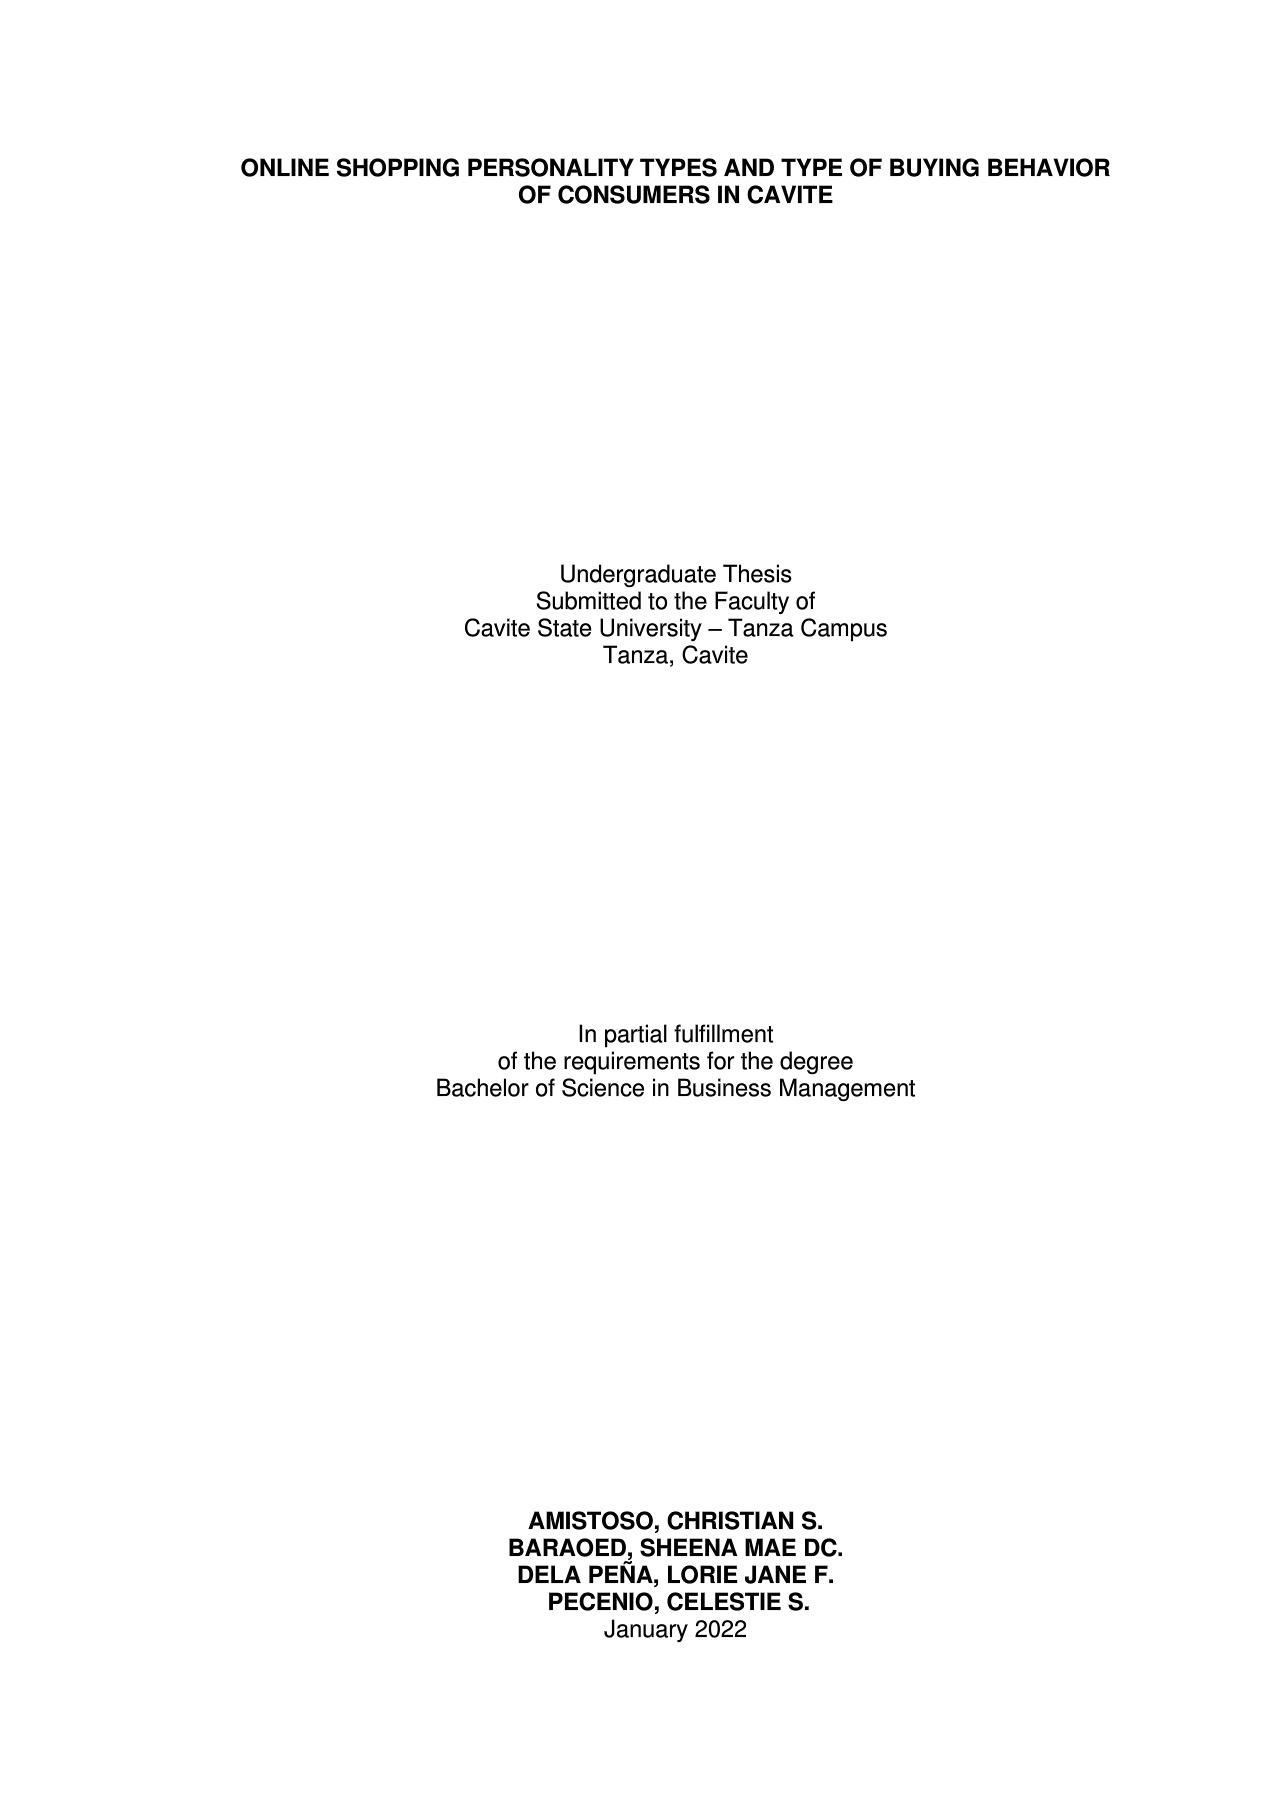 ONLINE SHOPPING PERSONALITY TYPES AND TYPE OF BUYING BEHAVIOR
OF CONSUMERS IN CAVITE
Undergraduate Thesis
Submitted to the Faculty of
Cavite State University – Tanza Campus
Tanza, Cavite
In partial fulfillment
of the requirements for the degree
Bachelor of Science in Business Management
AMISTOSO, CHRISTIAN S.
BARAOED, SHEENA MAE DC.
DELA PEÑA, LORIE JANE F.
PECENIO, CELESTIE S.
January 2022